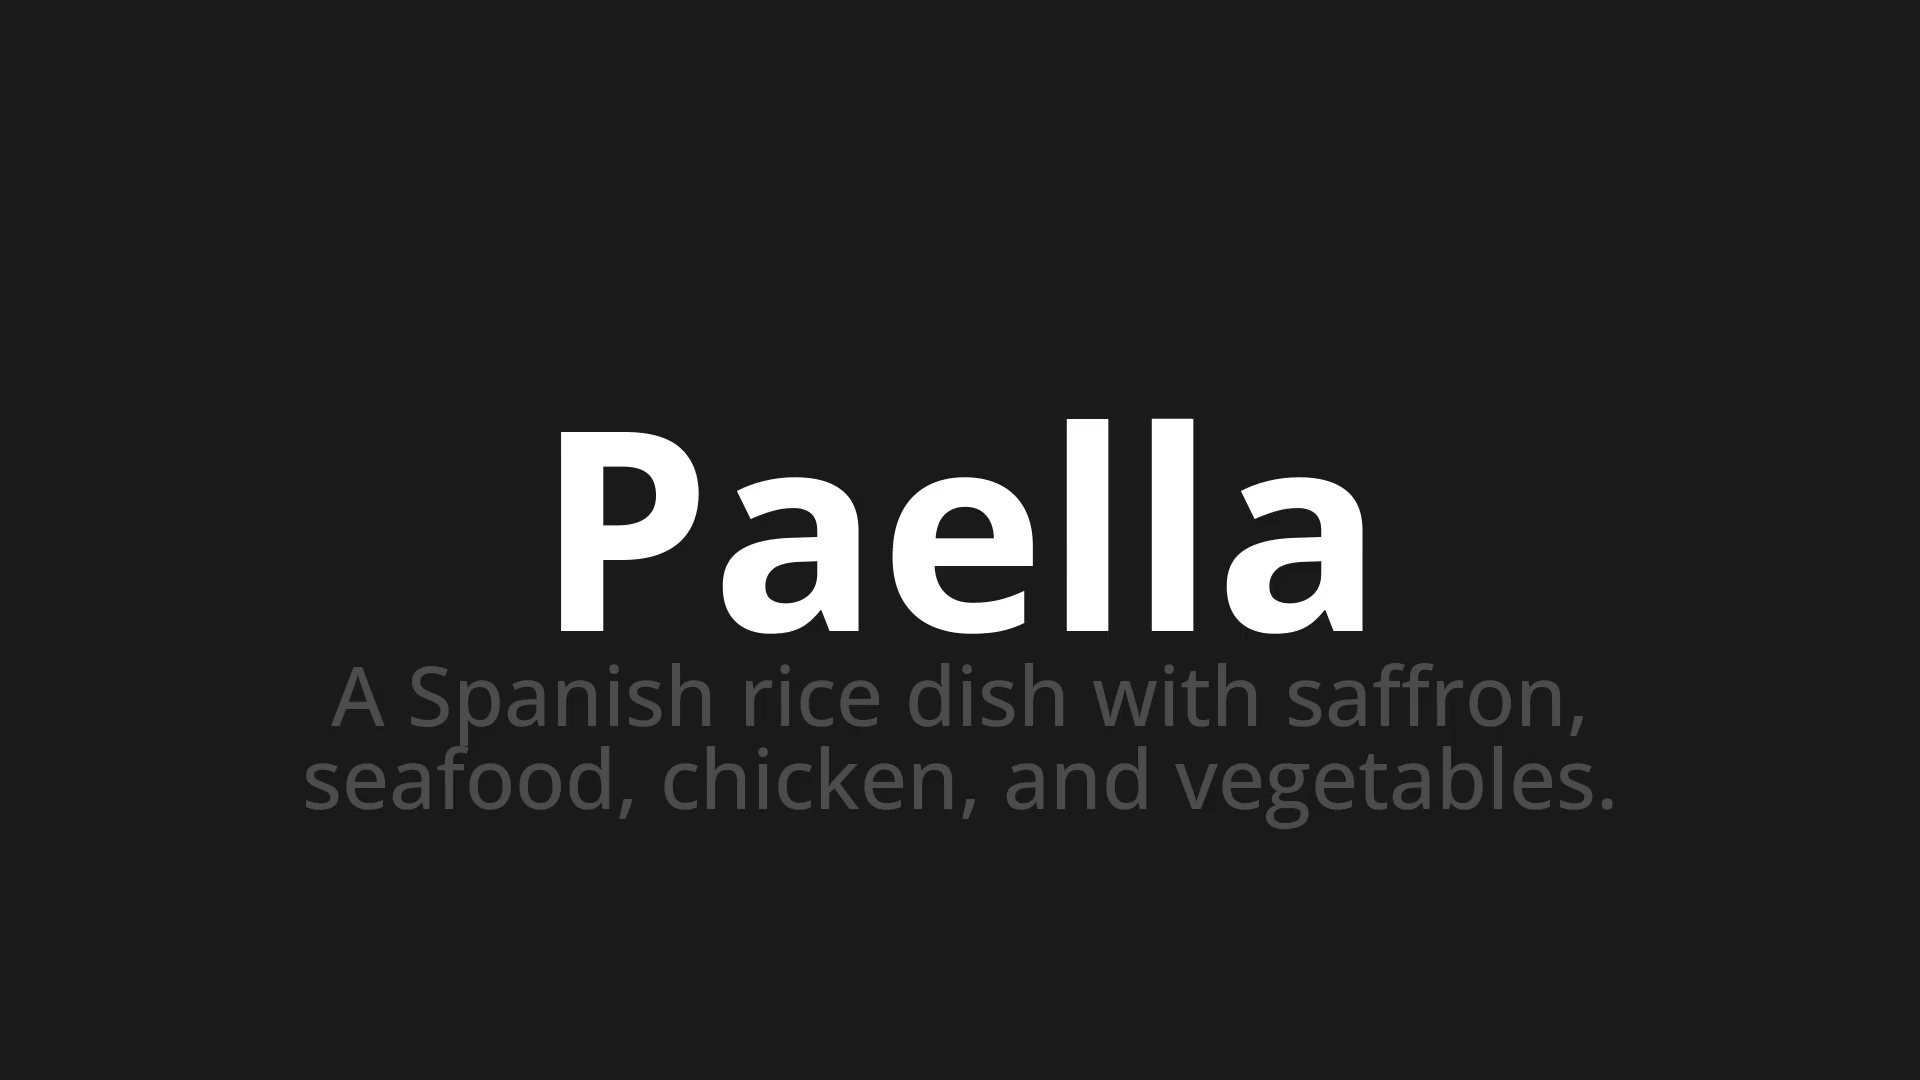 Paella
A Spanish rice dish with saffron,
seafood, chicken, and vegetables.